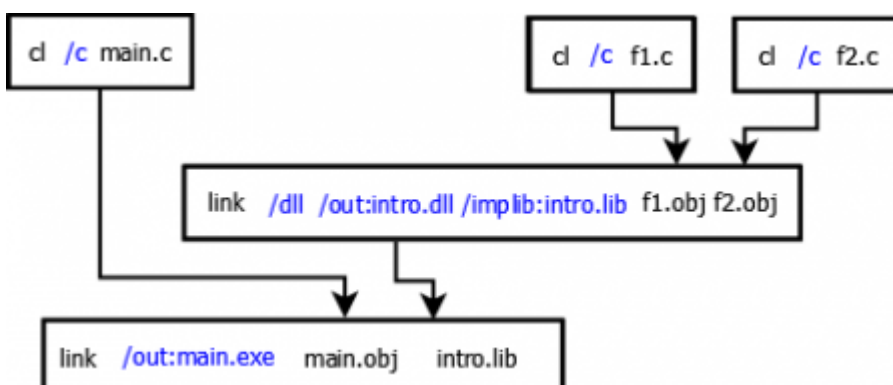 cl /c main.c
cl /c f1.c
cl /c f2.c
link /dll /out:intro.dll /implib:intro.lib f1.obj f2.obj
link /out:main.exe main.obj intro.lib